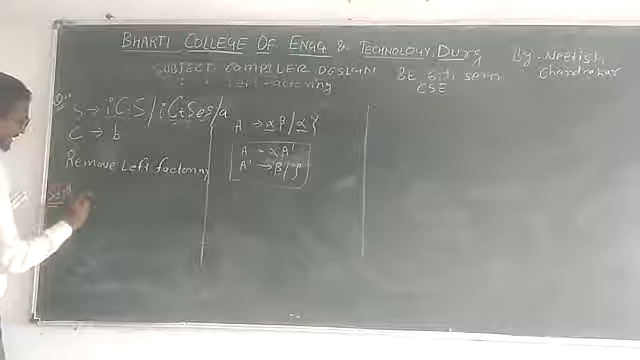 BHARTI COLLEGE OF ENGG & TECHNOLOGY, DURG
By- Neetish Chandrakar
SUBJECT- COMPILER DESIGN
BE 6th sem
CSE
Left Factoring
S → iCtS / iCtSeS / a
C → b
Remove Left factoring
A → αβ / αγ
A → αA'
A' → β / γ